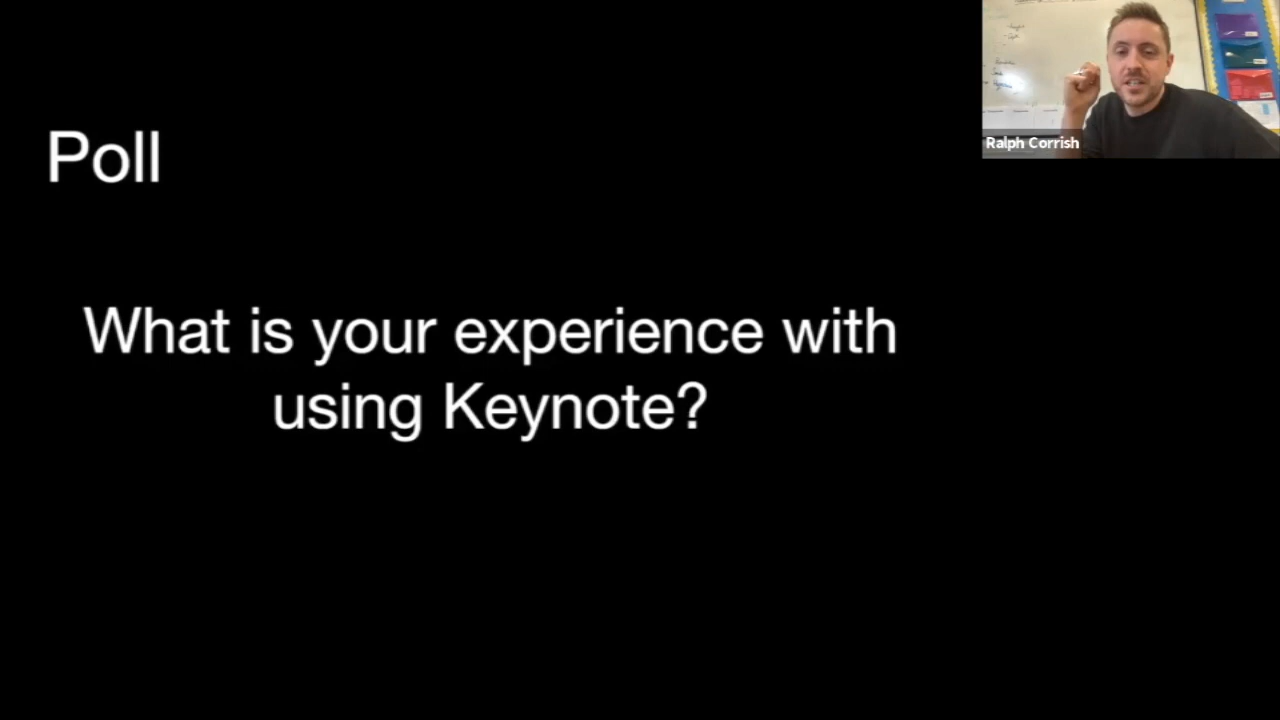 Poll
What is your experience with
using Keynote?
Ralph Corrish